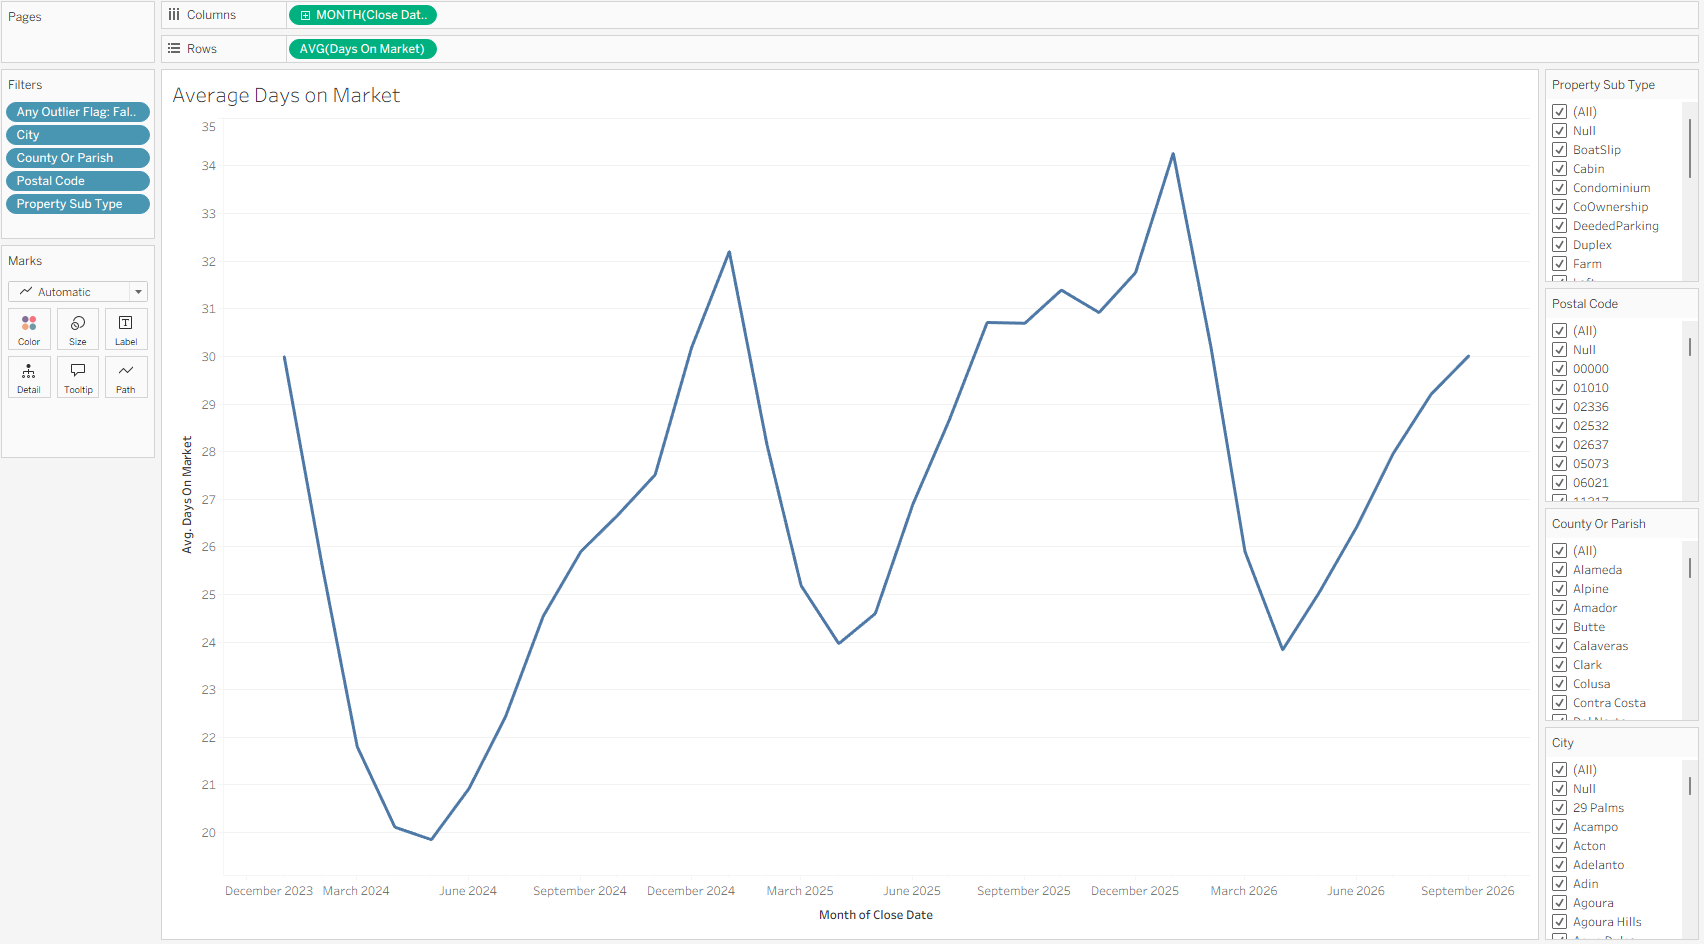 Pages
Columns
MONTH(Close Dat..
Rows
AVG(Days On Market)
Filters
Any Outlier Flag: Fal..
City
County Or Parish
Postal Code
Property Sub Type
Marks
Automatic
Color
Size
Label
Detail
Tooltip
Path
Average Days on Market
35
34
33
32
31
30
29
28
27
26
25
24
23
22
21
20
Avg. Days On Market
December 2023
March 2024
June 2024
September 2024
December 2024
March 2025
June 2025
September 2025
December 2025
March 2026
June 2026
September 2026
Month of Close Date
Property Sub Type
(All)
Null
BoatSlip
Cabin
Condominium
CoOwnership
DeededParking
Duplex
Farm
Postal Code
(All)
Null
00000
01010
02336
02532
02637
05073
06021
County Or Parish
(All)
Alameda
Alpine
Amador
Butte
Calaveras
Clark
Colusa
Contra Costa
City
(All)
Null
29 Palms
Acampo
Acton
Adelanto
Adin
Agoura
Agoura Hills